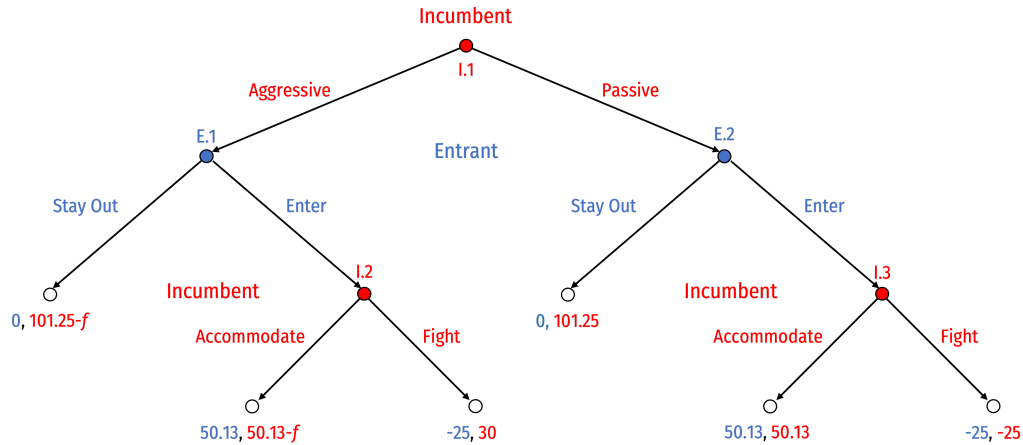 Incumbent
I.1
Aggressive
Passive
E.1
E.2
Entrant
Stay Out
Enter
Stay Out
Enter
I.2
I.3
Incumbent
Incumbent
0, 101.25-f
0, 101.25
Accommodate
Fight
Accommodate
Fight
50.13, 50.13-f
-25, 30
50.13, 50.13
-25, -25